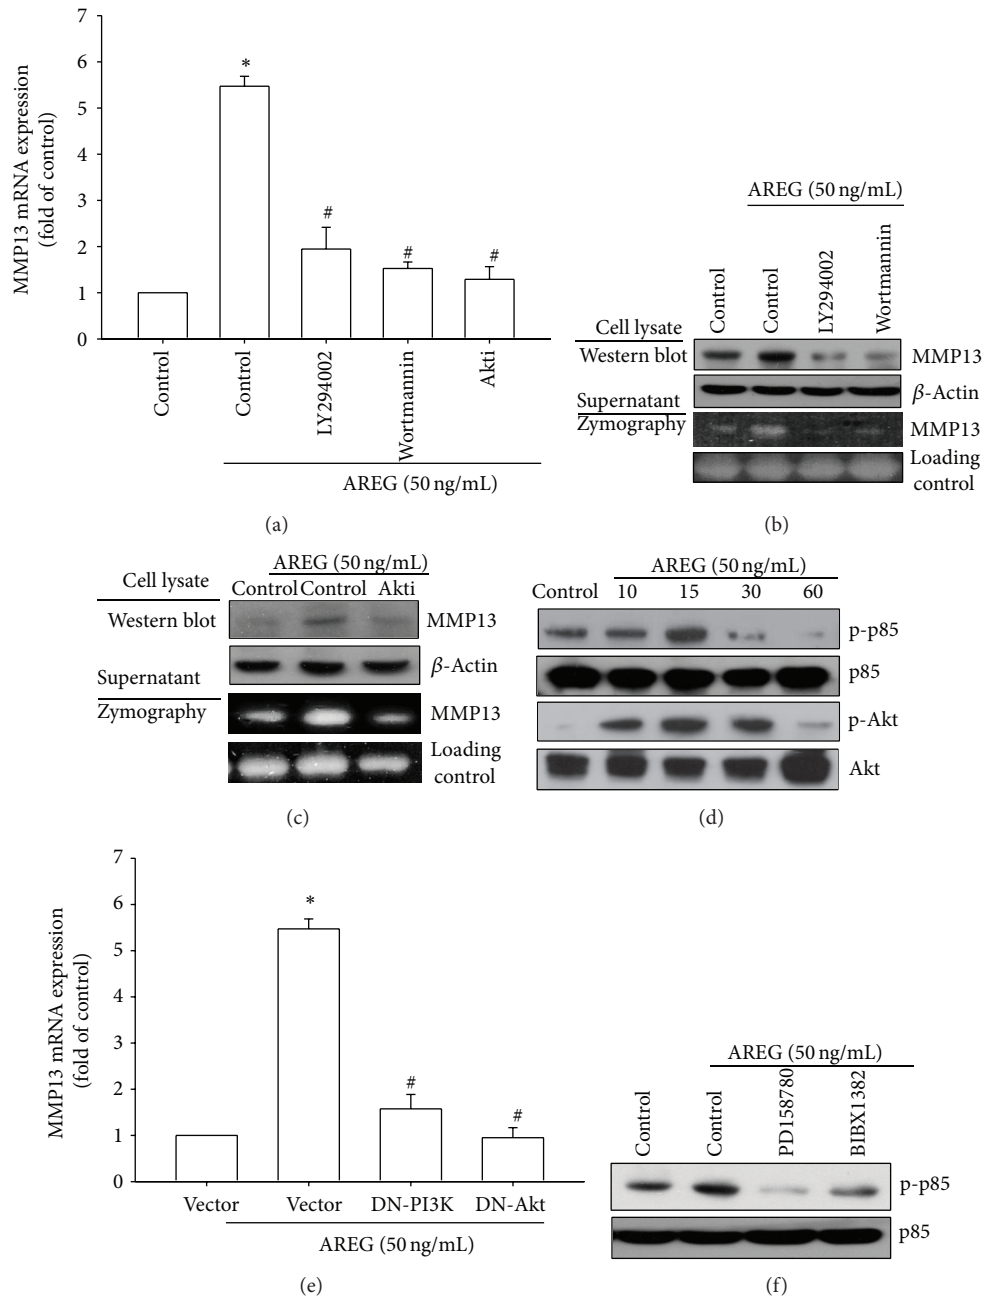 7
6
5
4
3
2
1
0
MMP13 mRNA expression
(fold of control)
*
#
#
#
Control
Control
LY294002
Wortmannin
Akti
AREG (50 ng/mL)
(a)
AREG (50 ng/mL)
Control
Control
LY294002
Wortmannin
Cell lysate
Western blot
MMP13
β-Actin
Supernatant
Zymography
MMP13
Loading
control
(b)
AREG (50 ng/mL)
Cell lysate
Control Control Akti
Western blot
MMP13
β-Actin
Supernatant
Zymography
MMP13
Loading
control
(c)
AREG (50 ng/mL)
Control 10 15 30 60
p-p85
p85
p-Akt
Akt
(d)
7
6
5
4
3
2
1
0
MMP13 mRNA expression
(fold of control)
*
#
#
Vector Vector DN-PI3K DN-Akt
AREG (50 ng/mL)
(e)
AREG (50 ng/mL)
Control
Control
PD158780
BIBX1382
p-p85
p85
(f)